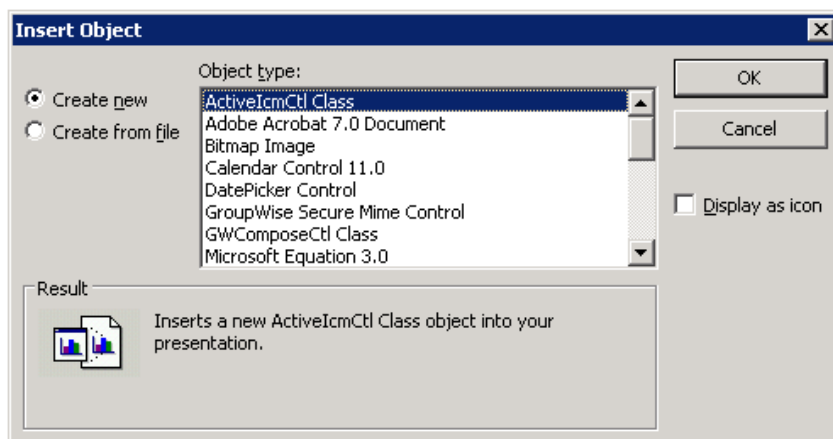 Insert Object
Object type:
Create new
Create from file
ActiveIcmCtl Class
Adobe Acrobat 7.0 Document
Bitmap Image
Calendar Control 11.0
DatePicker Control
GroupWise Secure Mime Control
GWComposeCtl Class
Microsoft Equation 3.0
OK
Cancel
Display as icon
Result
Inserts a new ActiveIcmCtl Class object into your
presentation.